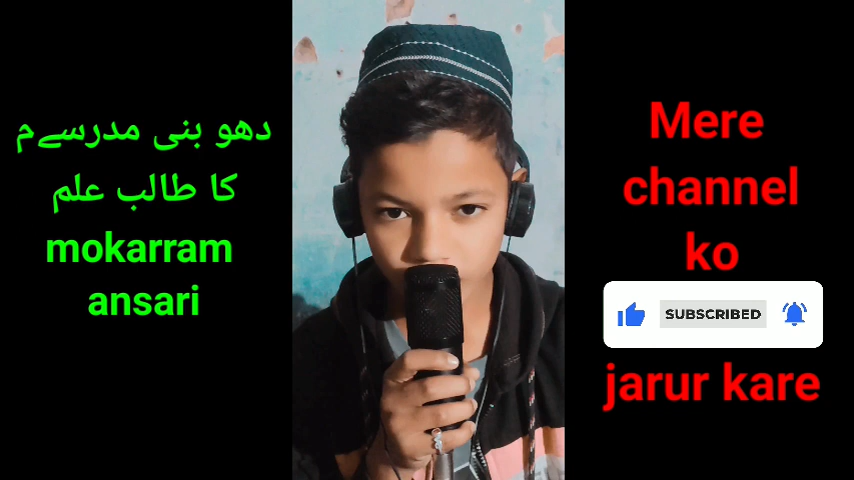 دھو بنی مدرسےم
کا طالب علم
mokarram
ansari
Mere
channel
ko
SUBSCRIBED
jarur kare